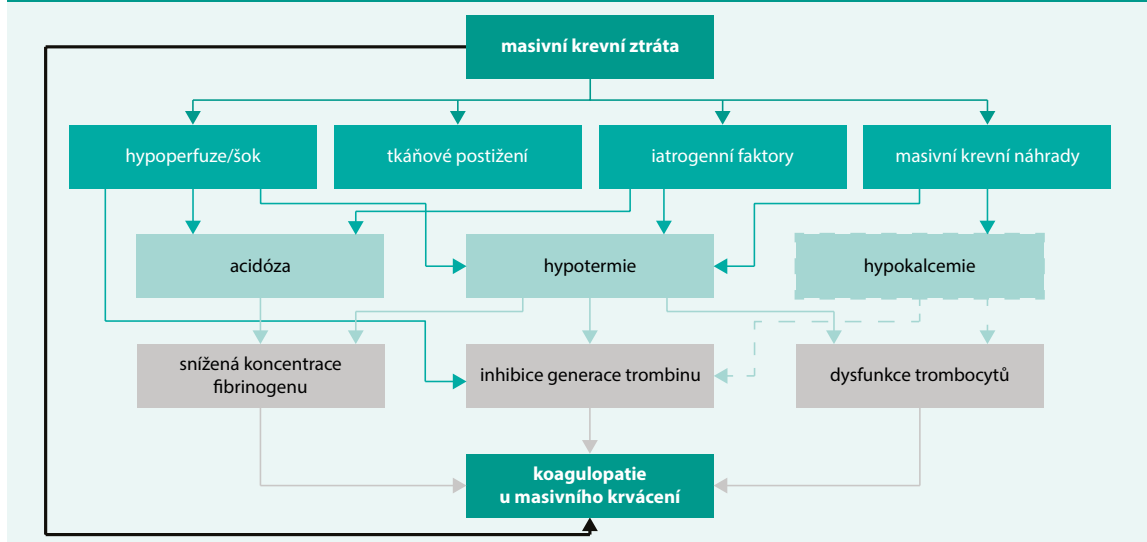 masivní krevní ztráta
hypoperfuze/šok
tkáňové postižení
iatrogenní faktory
masivní krevní náhrady
acidóza
hypotermie
hypokalcemie
snížená koncentrace
fibrinogenu
inhibice generace trombinu
dysfunkce trombocytů
koagulopatie
u masivního krvácení